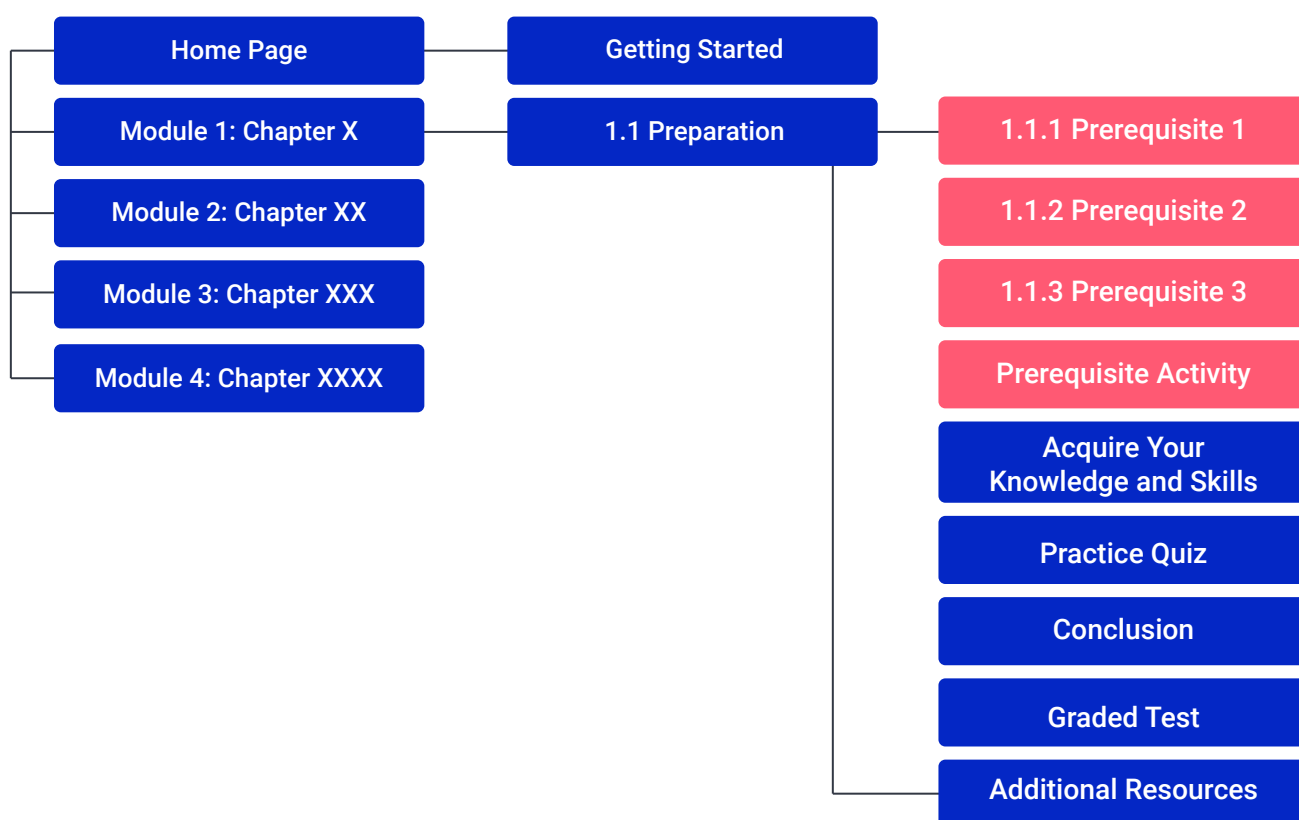 Home Page
Getting Started
Module 1: Chapter X
1.1 Preparation
1.1.1 Prerequisite 1
Module 2: Chapter XX
1.1.2 Prerequisite 2
Module 3: Chapter XXX
1.1.3 Prerequisite 3
Module 4: Chapter XXXX
Prerequisite Activity
Acquire Your
Knowledge and Skills
Practice Quiz
Conclusion
Graded Test
Additional Resources